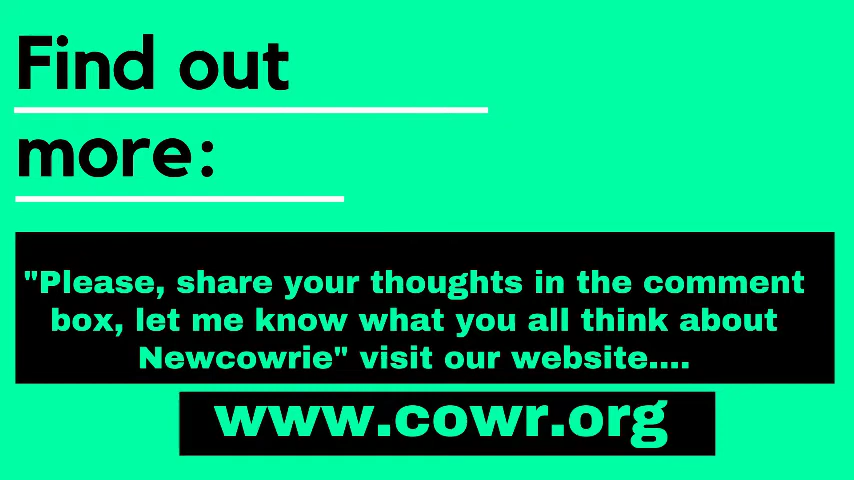 Find out
more:
"Please, share your thoughts in the comment
box, let me know what you all think about
Newcowrie" visit our website....
www.cowr.org